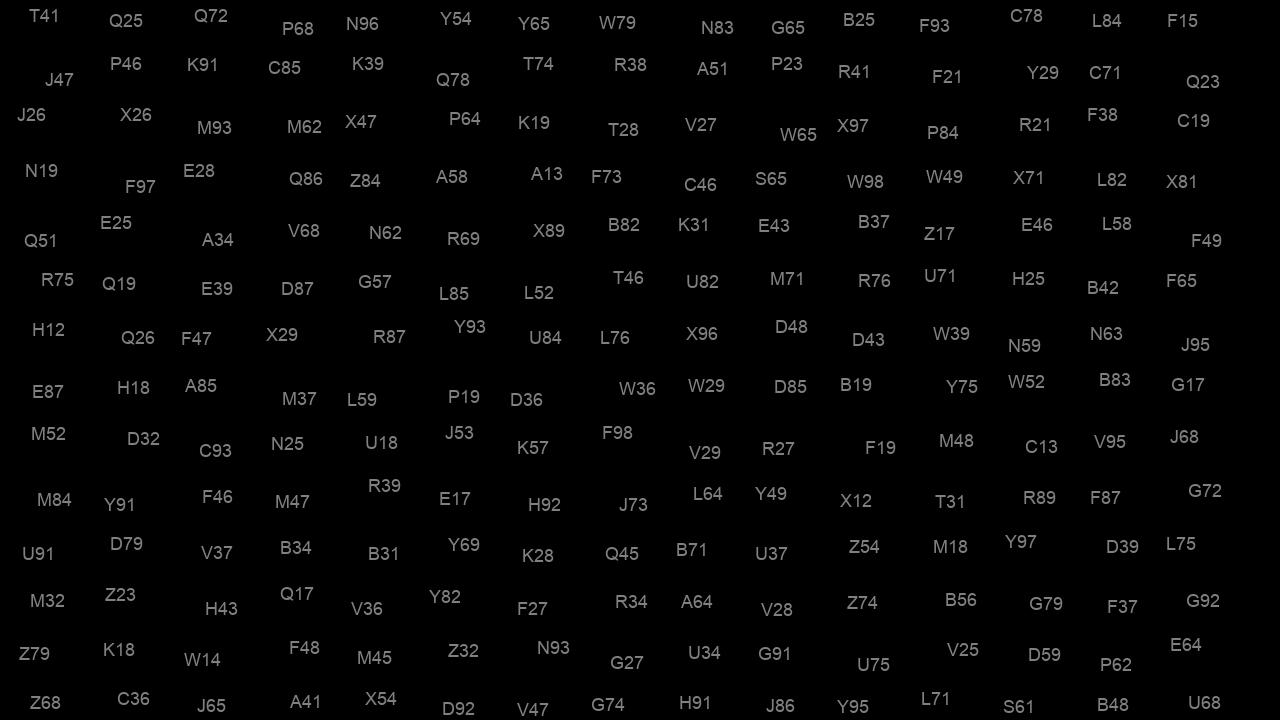 T41 Q25 Q72 P68 N96 Y54 Y65 W79 N83 G65 B25 F93 C78 L84 F15
J47 P46 K91 C85 K39 Q78 T74 R38 A51 P23 R41 F21 Y29 C71 Q23
J26 X26 M93 M62 X47 P64 K19 T28 V27 W65 X97 P84 R21 F38 C19
N19 F97 E28 Q86 Z84 A58 A13 F73 C46 S65 W98 W49 X71 L82 X81
Q51 E25 A34 V68 N62 R69 X89 B82 K31 E43 B37 Z17 E46 L58 F49
R75 Q19 E39 D87 G57 L85 L52 T46 U82 M71 R76 U71 H25 B42 F65
H12 Q26 F47 X29 R87 Y93 U84 L76 X96 D48 D43 W39 N59 N63 J95
E87 H18 A85 M37 L59 P19 D36 W36 W29 D85 B19 Y75 W52 B83 G17
M52 D32 C93 N25 U18 J53 K57 F98 V29 R27 F19 M48 C13 V95 J68
M84 Y91 F46 M47 R39 E17 H92 J73 L64 Y49 X12 T31 R89 F87 G72
U91 D79 V37 B34 B31 Y69 K28 Q45 B71 U37 Z54 M18 Y97 D39 L75
M32 Z23 H43 Q17 V36 Y82 F27 R34 A64 V28 Z74 B56 G79 F37 G92
Z79 K18 W14 F48 M45 Z32 N93 G27 U34 G91 U75 V25 D59 P62 E64
Z68 C36 J65 A41 X54 D92 V47 G74 H91 J86 Y95 L71 S61 B48 U68